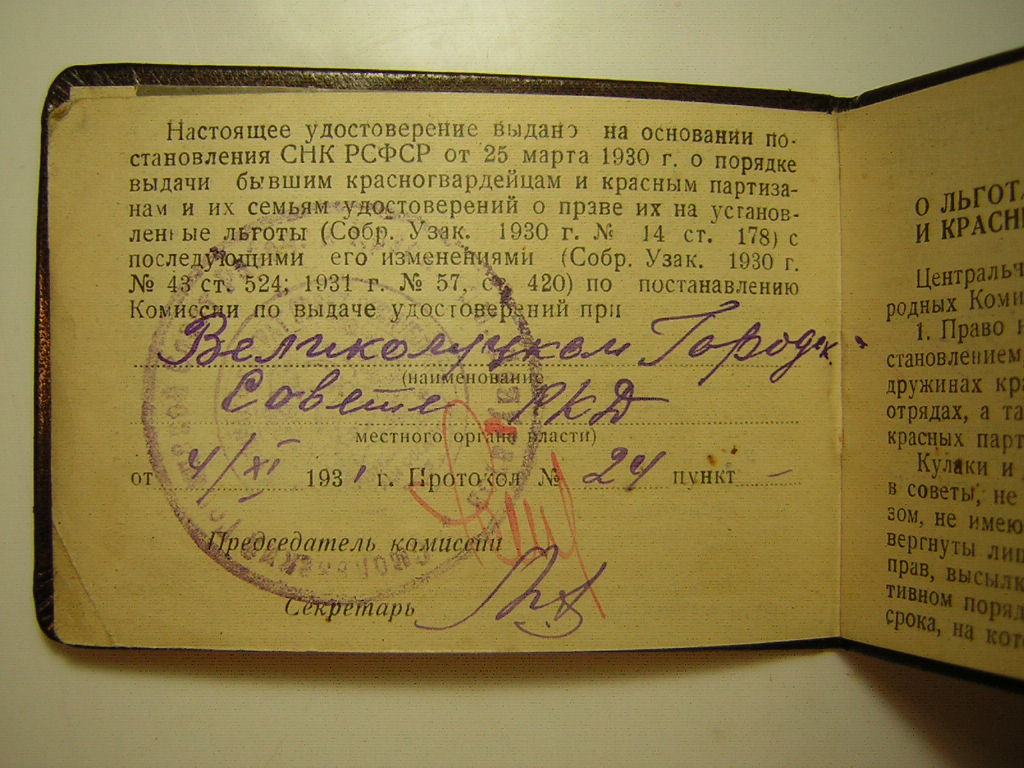 Настоящее удостоверение выдано на основании по-
становления СНК РСФСР от 25 марта 1930 г. о порядке
выдачи бывшим красногвардейцам и красным партиза-
нам и их семьям удостоверений о праве их на установ-
ленные льготы (Собр. Узак. 1930 г. № 14 ст. 178) с
последующими его изменениями (Собр. Узак. 1930 г.
№ 43 ст. 524; 1931 г. № 57, ст. 420) по постанавлению
Комиссии по выдаче удостоверений при
Великолуцком Городск.
(наименование
Совете РКД
местного органа власти)
от 4/XI 1931 г. Протокол № 24 пункт –
Председатель комиссии
Секретарь
О ЛЬГОТА
И КРАСНЫ
Центральн
родных Коми
1. Право н
становлением
дружинах кра
отрядах, а та
красных парт
Кулаки и
в советы, не
зом, не имею
вергнуты лиш
прав, высылк
тивном поряд
срока, на кот